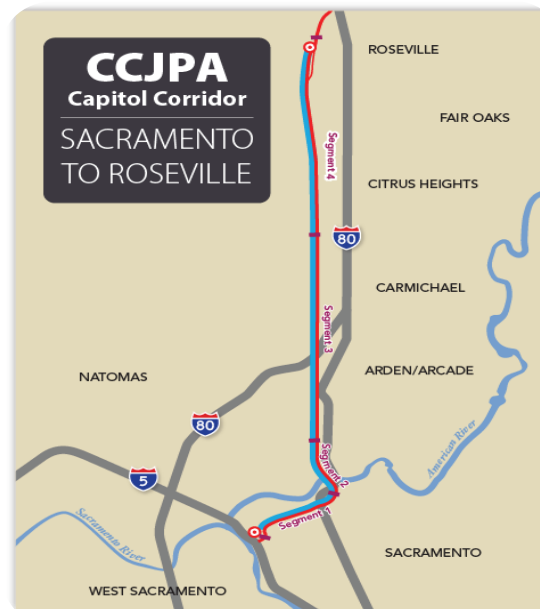 CCJPA
Capitol Corridor
SACRAMENTO
TO ROSEVILLE
ROSEVILLE
FAIR OAKS
Segment 4
CITRUS HEIGHTS
80
CARMICHAEL
Segment 3
ARDEN/ARCADE
NATOMAS
80
American River
Segment 2
5
Segment 1
Sacramento River
SACRAMENTO
WEST SACRAMENTO